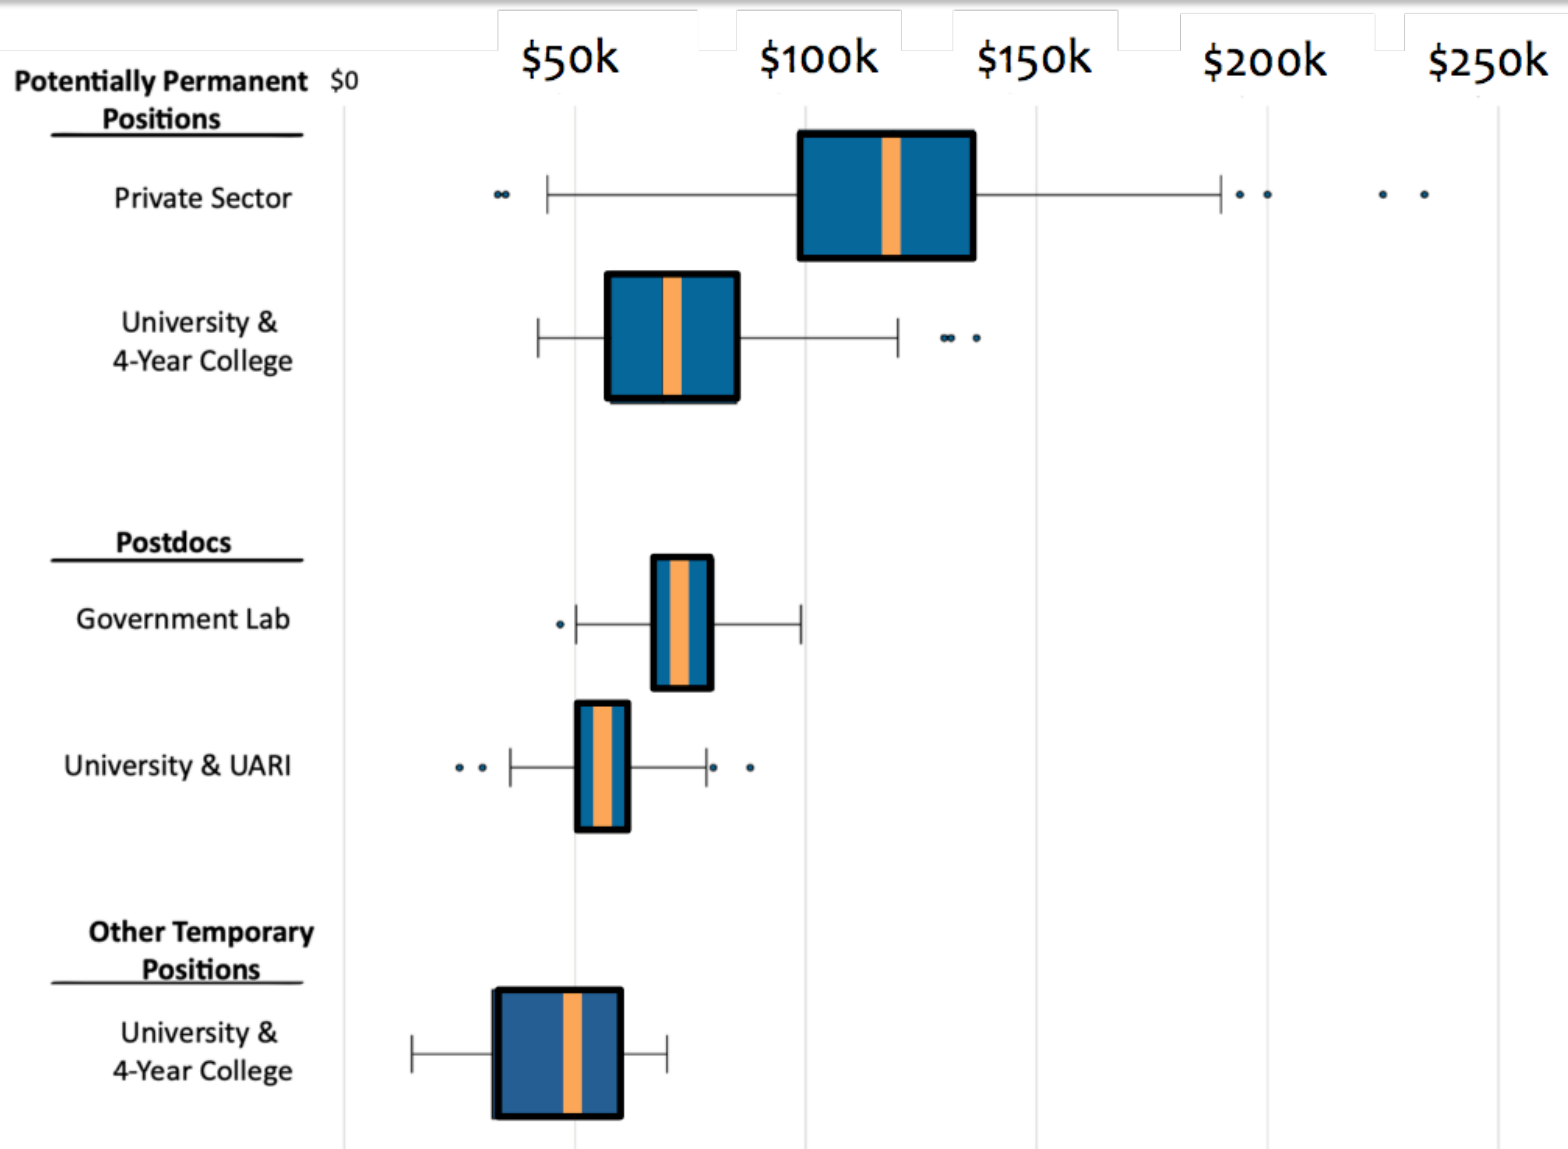 $50k $100k $150k $200k $250k
Potentially Permanent $0
Positions
Private Sector
University &
4-Year College
Postdocs
Government Lab
University & UARI
Other Temporary
Positions
University &
4-Year College